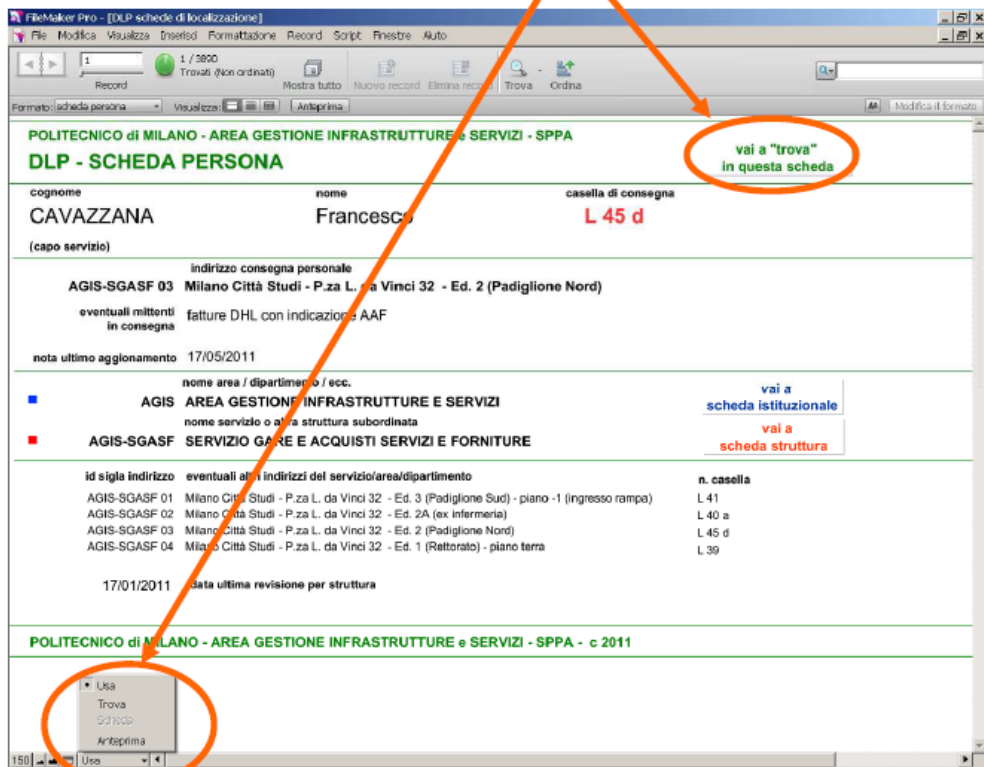 FileMaker Pro - [DLP schede di localizzazione]
File Modifica Visualizza Inserisci Formattazione Record Script Finestre Aiuto
1
1 / 3890
Trovati (Non ordinati)
Record
Mostra tutto Nuovo record Elimina record Trova Ordina
Formato: scheda persona Visualizza: Anteprima Modifica il formato
POLITECNICO di MILANO - AREA GESTIONE INFRASTRUTTURE e SERVIZI - SPPA
DLP - SCHEDA PERSONA
vai a "trova"
in questa scheda
cognome nome casella di consegna
CAVAZZANA Francesco L 45 d
(capo servizio)
indirizzo consegna personale
AGIS-SGASF 03 Milano Città Studi - P.za L. da Vinci 32 - Ed. 2 (Padiglione Nord)
eventuali mittenti
in consegna
fatture DHL con indicazione AAF
nota ultimo aggionamento 17/05/2011
nome area / dipartimento / ecc.
AGIS AREA GESTIONE INFRASTRUTTURE E SERVIZI
vai a
scheda istituzionale
nome servizio o altra struttura subordinata
AGIS-SGASF SERVIZIO GARE E ACQUISTI SERVIZI E FORNITURE
vai a
scheda struttura
id sigla indirizzo eventuali altri indirizzi del servizio/area/dipartimento n. casella
AGIS-SGASF 01 Milano Città Studi - P.za L. da Vinci 32 - Ed. 3 (Padiglione Sud) - piano -1 (ingresso rampa) L 41
AGIS-SGASF 02 Milano Città Studi - P.za L. da Vinci 32 - Ed. 2A (ex infermeria) L 40 a
AGIS-SGASF 03 Milano Città Studi - P.za L. da Vinci 32 - Ed. 2 (Padiglione Nord) L 45 d
AGIS-SGASF 04 Milano Città Studi - P.za L. da Vinci 32 - Ed. 1 (Rettorato) - piano terra L 39
17/01/2011 data ultima revisione per struttura
POLITECNICO di MILANO - AREA GESTIONE INFRASTRUTTURE e SERVIZI - SPPA - c 2011
Usa
Trova
Scheda
Anteprima
150 Usa